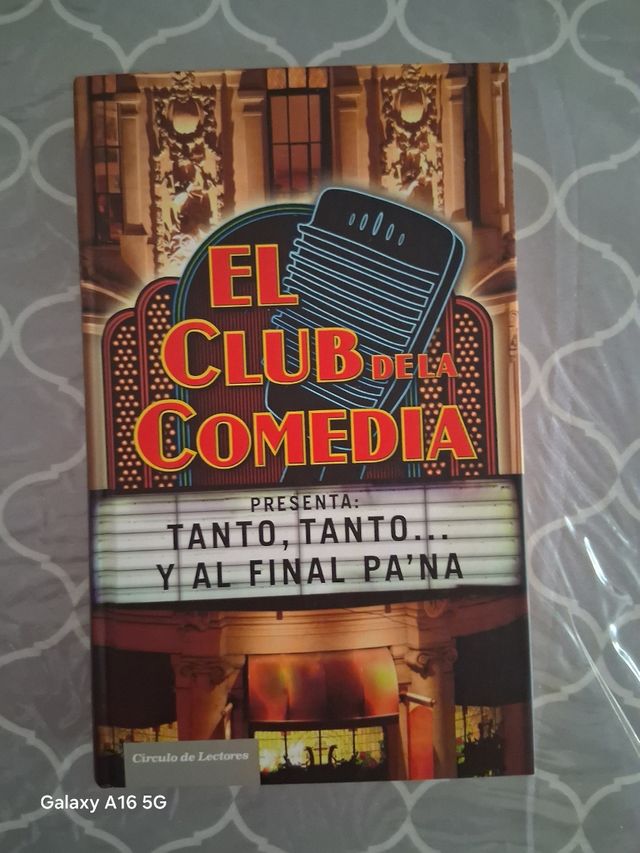 EL
CLUB DE LA
COMEDIA
PRESENTA:
TANTO, TANTO...
Y AL FINAL PA'NA
Círculo de Lectores
Galaxy A16 5G